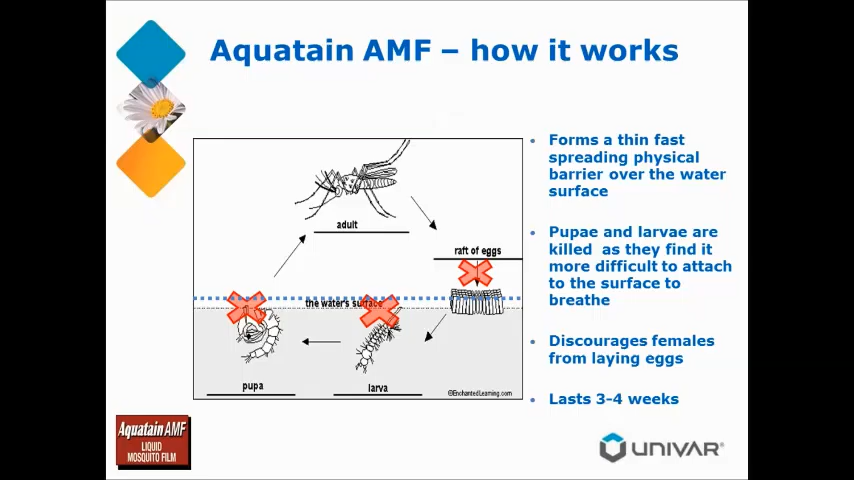 Aquatain AMF – how it works
adult
raft of eggs
the water's surface
pupa
larva
©EnchantedLearning.com
• Forms a thin fast
spreading physical
barrier over the water
surface
• Pupae and larvae are
killed as they find it
more difficult to attach
to the surface to
breathe
• Discourages females
from laying eggs
• Lasts 3-4 weeks
Aquatain AMF
LIQUID
MOSQUITO FILM
UNIVAR